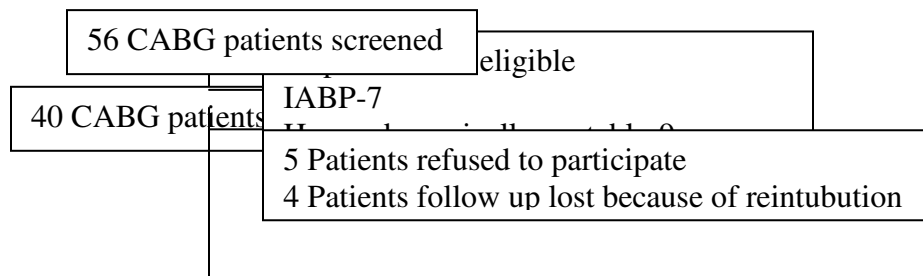 56 CABG patients screened
eligible
IABP-7
40 CABG patients
5 Patients refused to participate
4 Patients follow up lost because of reintubution